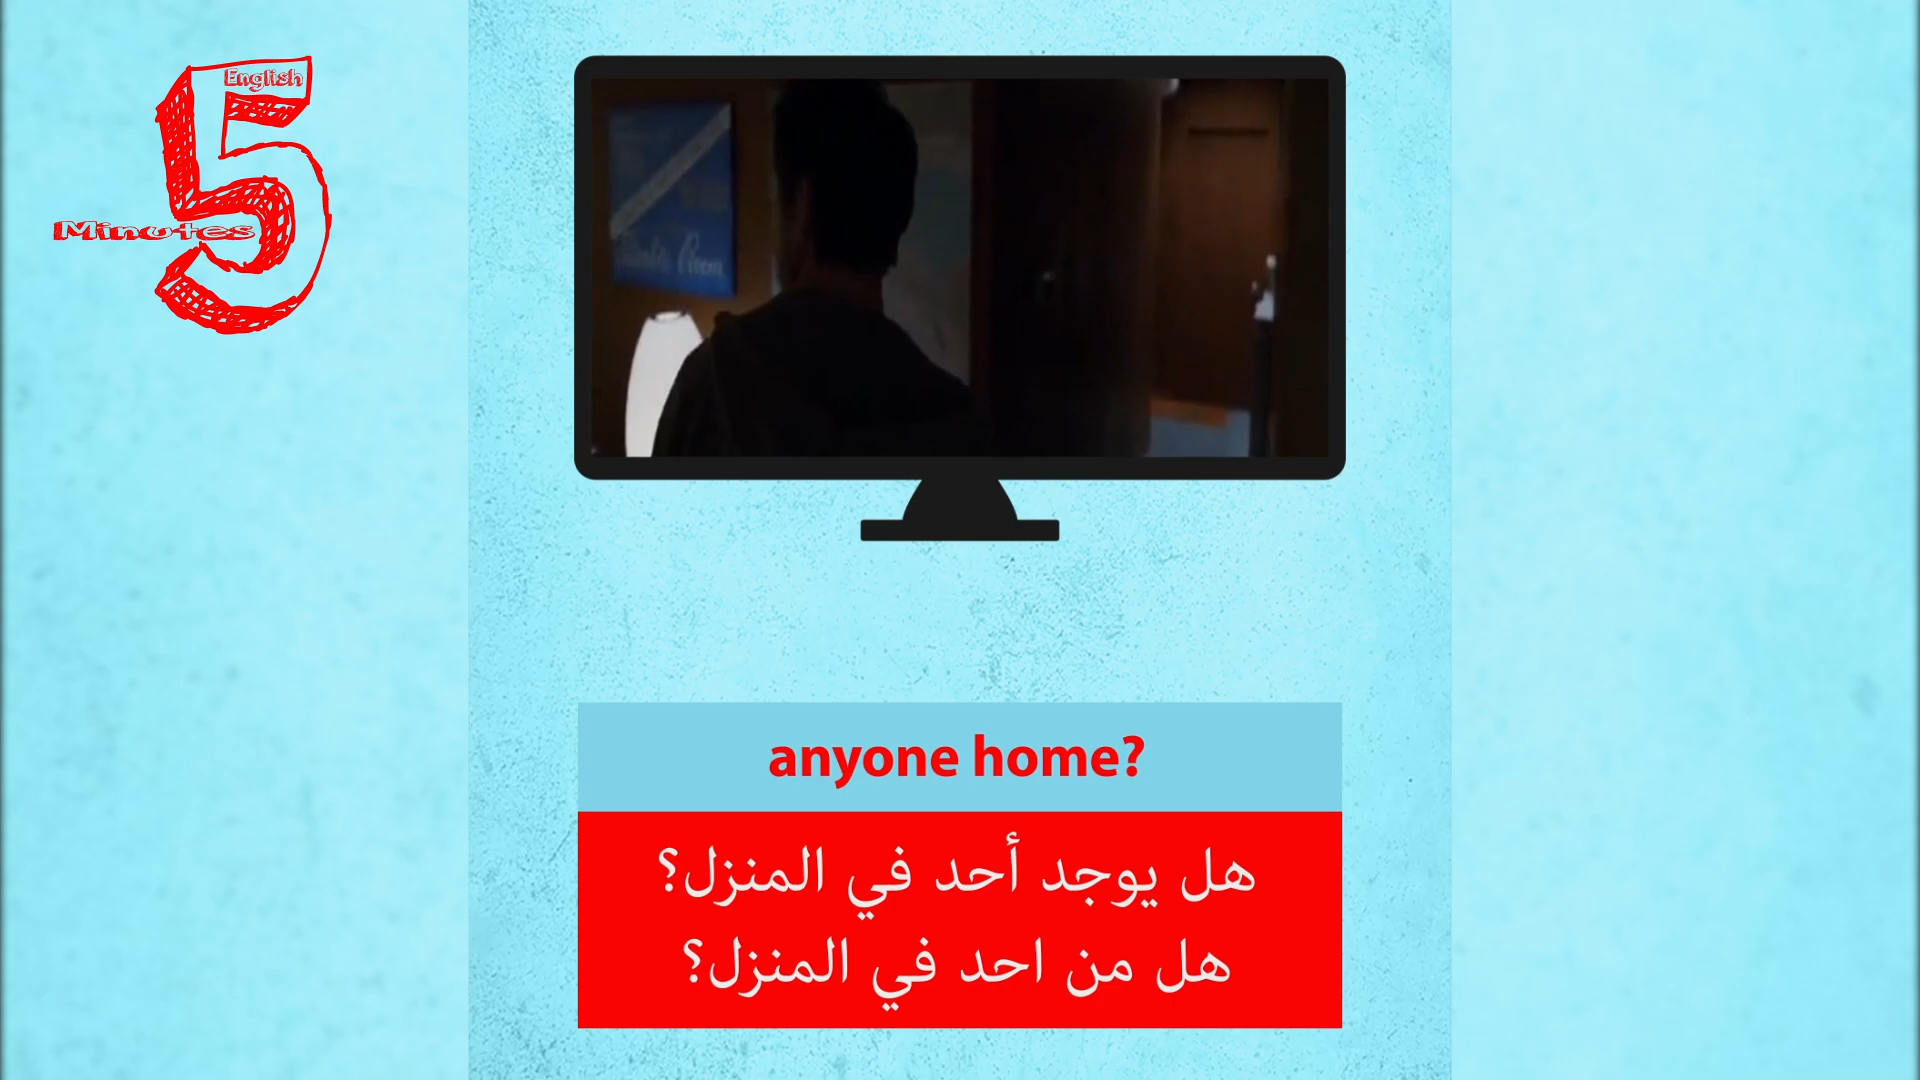 English
5
Minutes
anyone home?
هل يوجد أحد في المنزل؟
هل من احد في المنزل؟